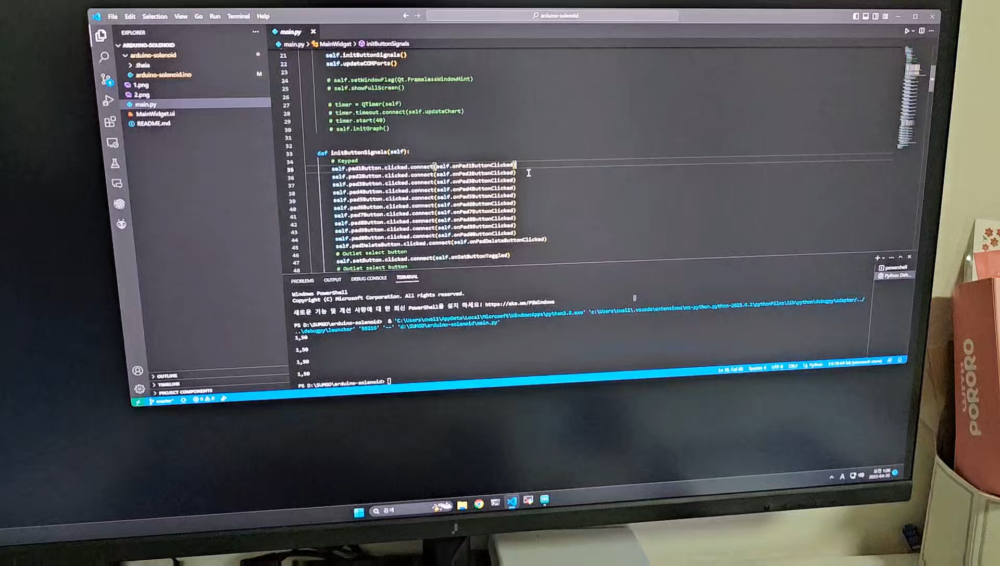 File Edit Selection View Go Run Terminal Help
arduino-solenoid
EXPLORER
ARDUINO-SOLENOID
arduino-solenoid
.theia
arduino-solenoid.ino M
1.png
2.png
main.py
MainWidget.ui
README.md
OUTLINE
TIMELINE
PROJECT COMPONENTS
main.py
main.py > MainWidget > initButtonSignals
21 self.initButtonSignals()
22 self.updateCOMPorts()
23
24 # self.setWindowFlag(Qt.FramelessWindowHint)
25 # self.showFullScreen()
26
27 # timer = QTimer(self)
28 # timer.timeout.connect(self.updateChart)
29 # timer.start(40)
30 # self.initGraph()
31
32
33 def initButtonSignals(self):
34 # Keypad
35 self.pad1Button.clicked.connect(self.onPad1ButtonClicked)
36 self.pad2Button.clicked.connect(self.onPad2ButtonClicked)
37 self.pad3Button.clicked.connect(self.onPad3ButtonClicked)
38 self.pad4Button.clicked.connect(self.onPad4ButtonClicked)
39 self.pad5Button.clicked.connect(self.onPad5ButtonClicked)
40 self.pad6Button.clicked.connect(self.onPad6ButtonClicked)
41 self.pad7Button.clicked.connect(self.onPad7ButtonClicked)
42 self.pad8Button.clicked.connect(self.onPad8ButtonClicked)
43 self.pad9Button.clicked.connect(self.onPad9ButtonClicked)
44 self.pad0Button.clicked.connect(self.onPad0ButtonClicked)
45 self.padDeleteButton.clicked.connect(self.onPadDeleteButtonClicked)
46 # Outlet select button
47 self.setButton.clicked.connect(self.onSetButtonToggled)
48 # Outlet select button
PROBLEMS OUTPUT DEBUG CONSOLE TERMINAL
powershell
Python Deb...
Windows PowerShell
Copyright (C) Microsoft Corporation. All rights reserved.
새로운 기능 및 개선 사항에 대 한 최신 PowerShell을 설치 하세요! https://aka.ms/PSWindows
PS D:\SUMGO\arduino-solenoid> & 'C:\Users\cwall\AppData\Local\Microsoft\WindowsApps\python3.8.exe' 'c:\Users\cwall\.vscode\extensions\ms-python.python-2023.6.1\pythonFiles\lib\python\debugpy\adapter/../
..\debugpy\launcher' '50216' '--' 'd:\SUMGO\arduino-solenoid\main.py'
1,50
1,50
1,50
1,50
PS D:\SUMGO\arduino-solenoid>
master* 0 0
Spaces: 4 UTF-8 CRLF Python
검색
A
오전 1:06
2023-04-30
PORORO